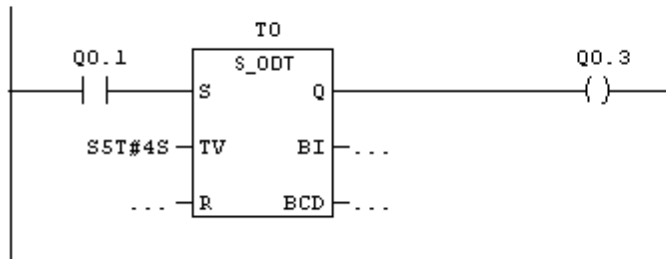 T0
Q0.1 S_ODT Q0.3
S Q
S5T#4S TV BI ...
... R BCD ...